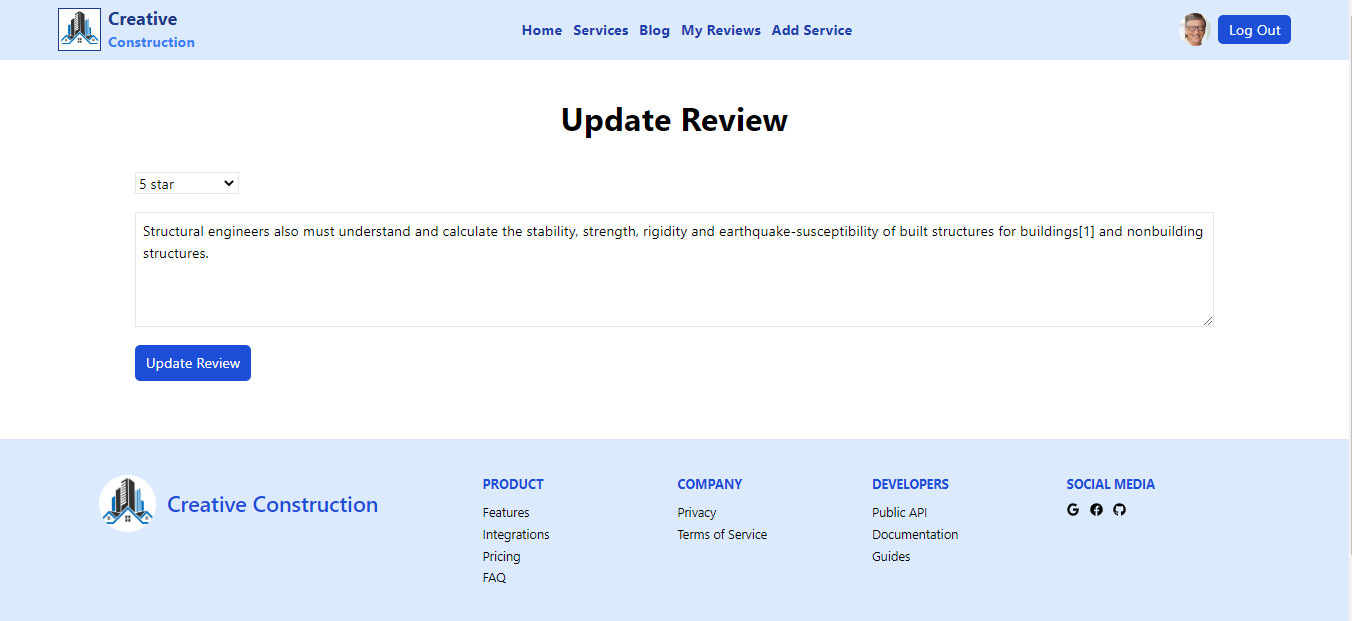 Creative
Construction
Home Services Blog My Reviews Add Service
Log Out
Update Review
5 star
Structural engineers also must understand and calculate the stability, strength, rigidity and earthquake-susceptibility of built structures for buildings[1] and nonbuilding
structures.
Update Review
Creative Construction
PRODUCT
Features
Integrations
Pricing
FAQ
COMPANY
Privacy
Terms of Service
DEVELOPERS
Public API
Documentation
Guides
SOCIAL MEDIA